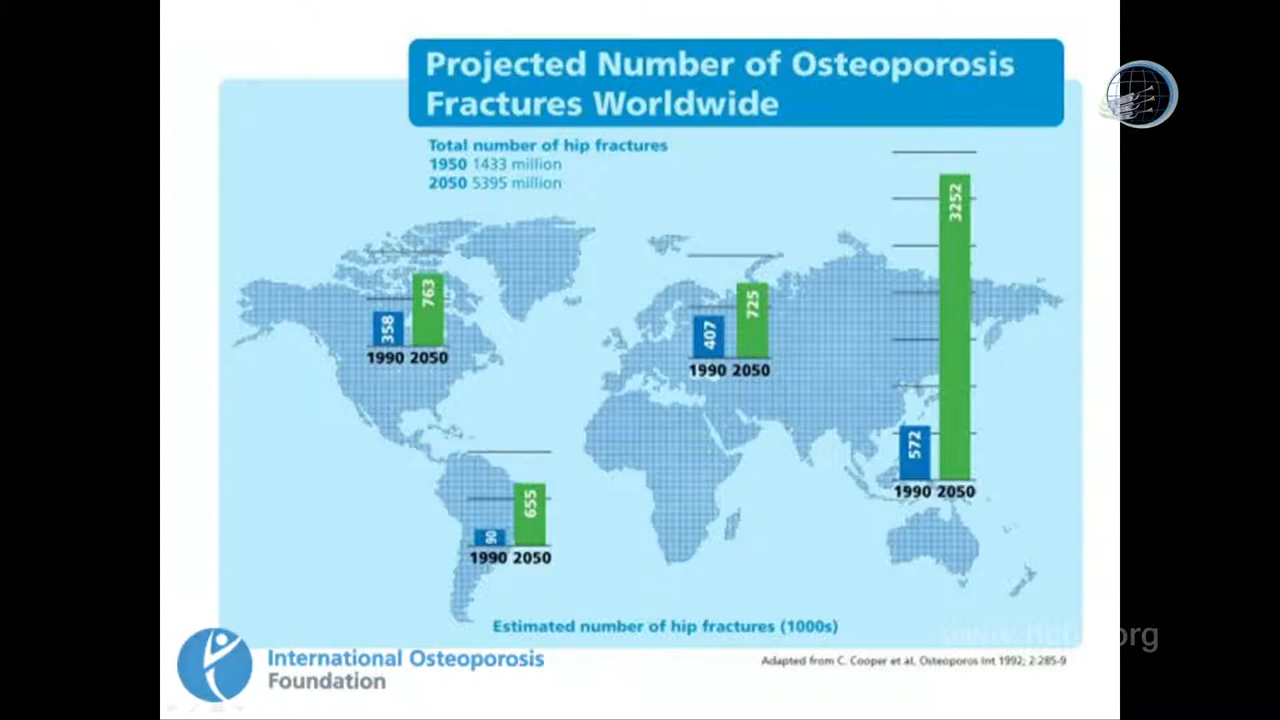 Projected Number of Osteoporosis
Fractures Worldwide
Total number of hip fractures
1950 1433 million
2050 5395 million
3252
763
725
358
407
1990 2050
1990 2050
572
1990 2050
655
90
1990 2050
Estimated number of hip fractures (1000s)
International Osteoporosis
Foundation
Adapted from C. Cooper et al, Osteoporos Int 1992; 2:285-9